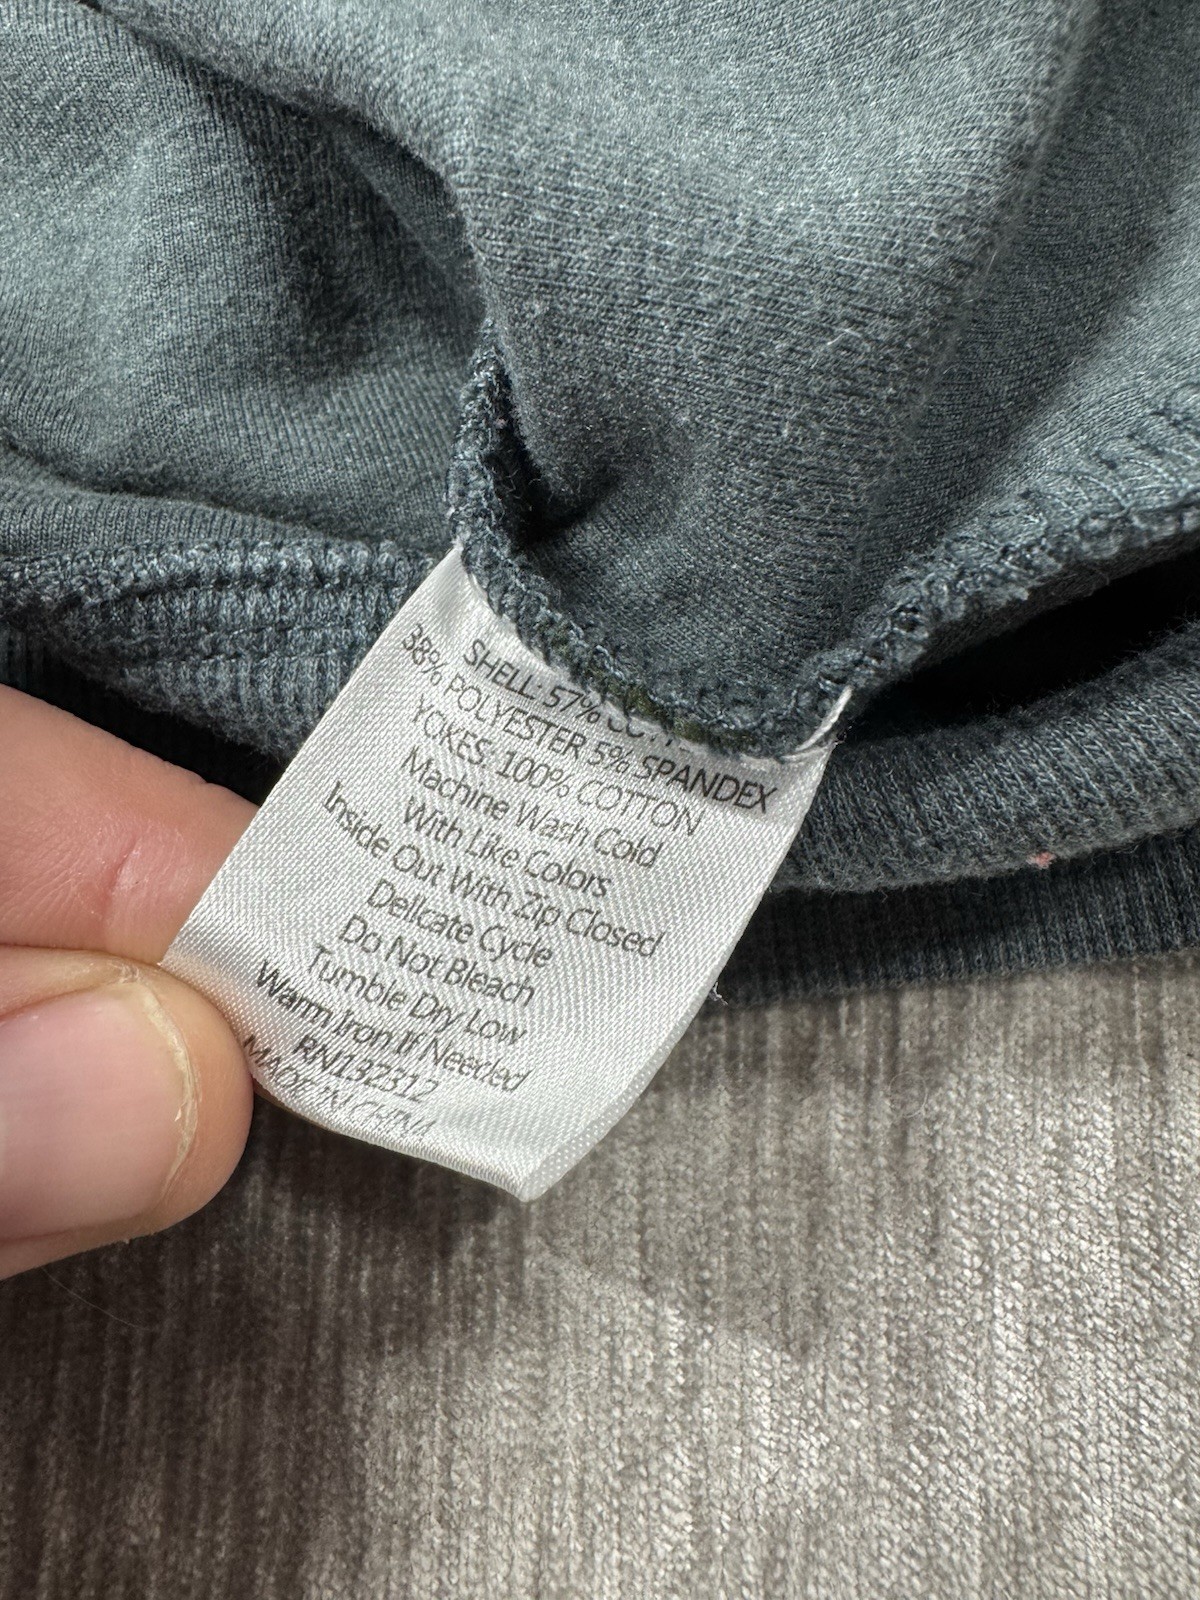 SHELL: 57%
38% POLYESTER 5% SPANDEX
YOKES: 100% COTTON
Machine Wash Cold
With Like Colors
Inside Out With Zip Closed
Delicate Cycle
Do Not Bleach
Tumble Dry Low
Warm Iron If Needed
RN132312
MADE IN CHINA